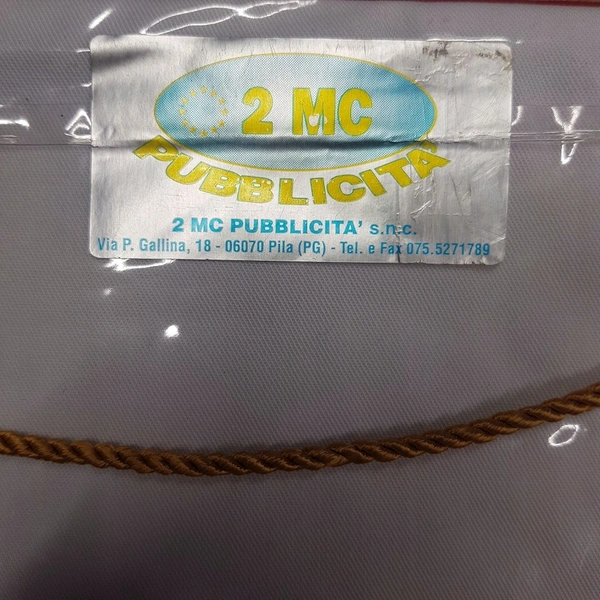 2 MC
PUBBLICITA'
2 MC PUBBLICITA' s.n.c.
Via P. Gallina, 18 - 06070 Pila (PG) - Tel. e Fax 075.5271789